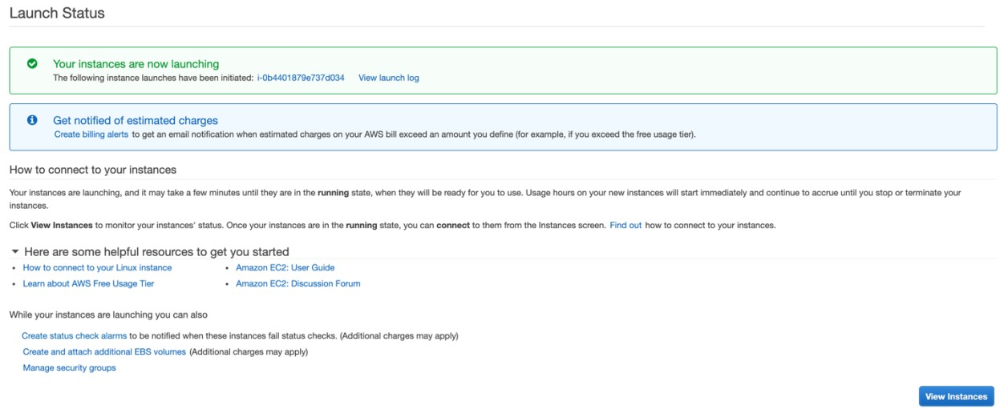 Launch Status
Your instances are now launching
The following instance launches have been initiated: i-0b4401879e737d034 View launch log
Get notified of estimated charges
Create billing alerts to get an email notification when estimated charges on your AWS bill exceed an amount you define (for example, if you exceed the free usage tier).
How to connect to your instances
Your instances are launching, and it may take a few minutes until they are in the running state, when they will be ready for you to use. Usage hours on your new instances will start immediately and continue to accrue until you stop or terminate your
instances.
Click View Instances to monitor your instances' status. Once your instances are in the running state, you can connect to them from the Instances screen. Find out how to connect to your instances.
Here are some helpful resources to get you started
• How to connect to your Linux instance • Amazon EC2: User Guide
• Learn about AWS Free Usage Tier • Amazon EC2: Discussion Forum
While your instances are launching you can also
Create status check alarms to be notified when these instances fail status checks. (Additional charges may apply)
Create and attach additional EBS volumes (Additional charges may apply)
Manage security groups
View Instances